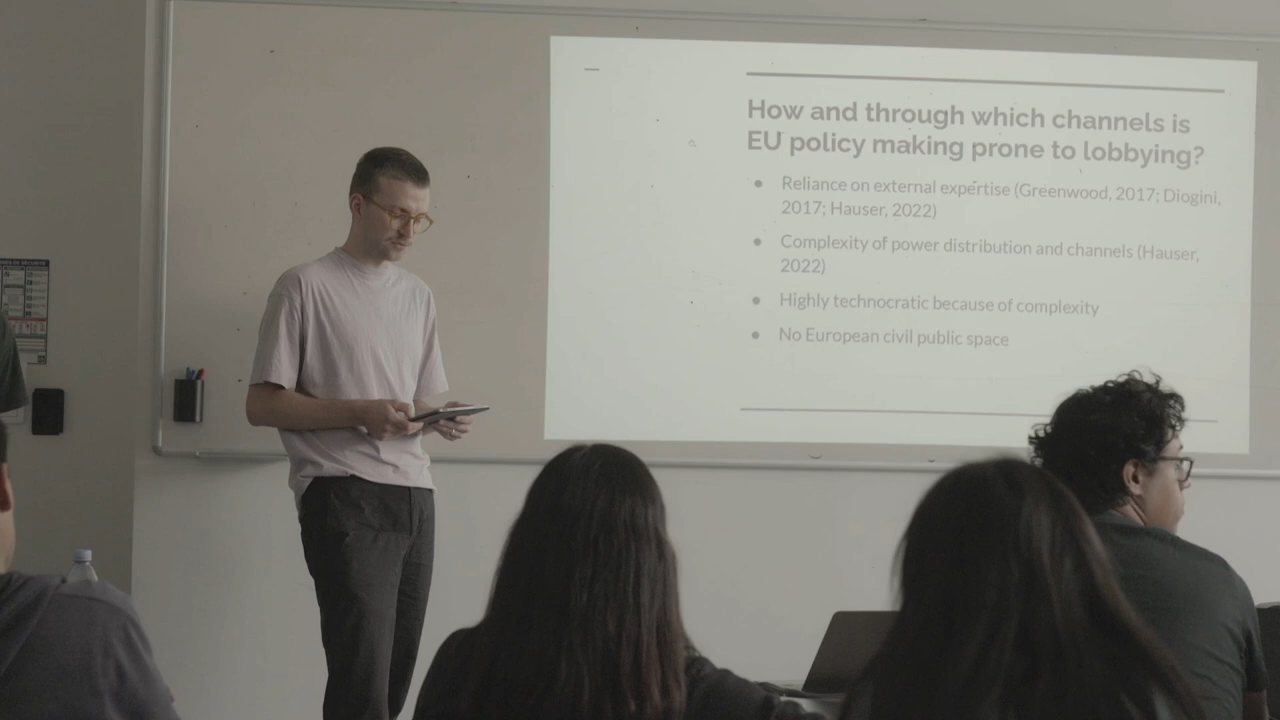 How and through which channels is
EU policy making prone to lobbying?
● Reliance on external expertise (Greenwood, 2017; Diogini,
2017; Hauser, 2022)
● Complexity of power distribution and channels (Hauser,
2022)
● Highly technocratic because of complexity
● No European civil public space